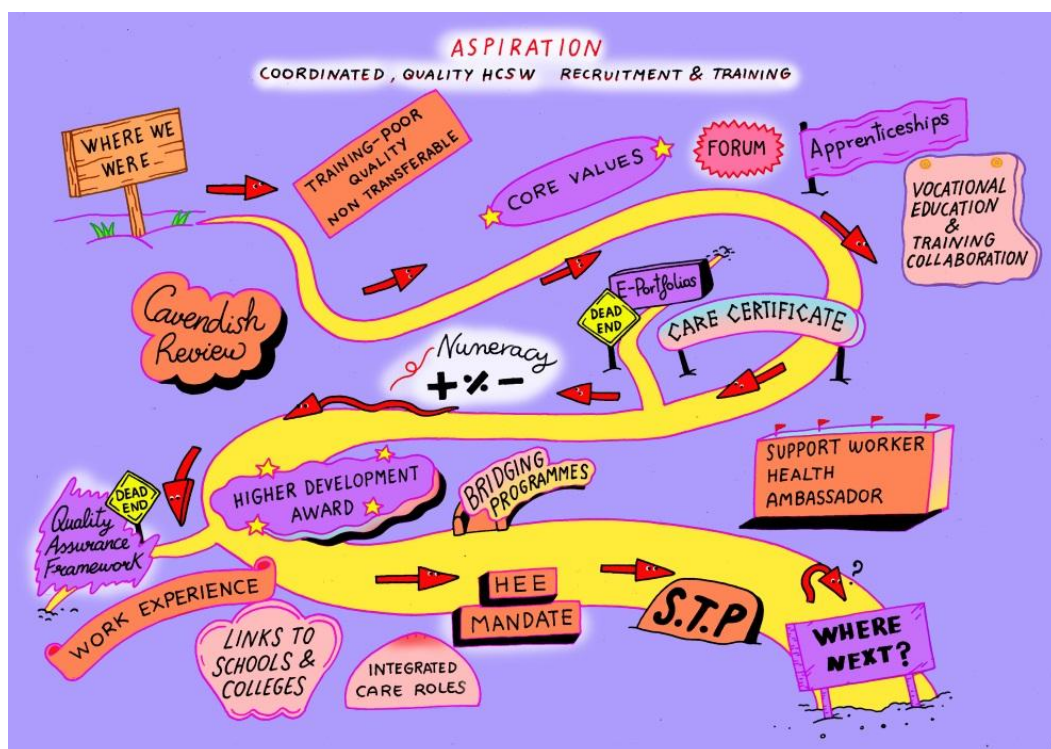 ASPIRATION
COORDINATED, QUALITY HCSW RECRUITMENT & TRAINING
WHERE WE
WERE_
TRAINING-POOR
QUALITY
NON TRANSFERABLE
CORE VALUES
FORUM
Apprenticeships
VOCATIONAL
EDUCATION
&
TRAINING
COLLABORATION
Cavendish
Review
E-Portfolios
DEAD
END
CARE CERTIFICATE
Numeracy
+ % -
SUPPORT WORKER
HEALTH
AMBASSADOR
HIGHER DEVELOPMENT
AWARD
BRIDGING
PROGRAMMES
DEAD
END
Quality
Assurance
Framework
WORK EXPERIENCE
LINKS TO
SCHOOLS &
COLLEGES
INTEGRATED
CARE ROLES
HEE
MANDATE
S.T.P
?
WHERE
NEXT?